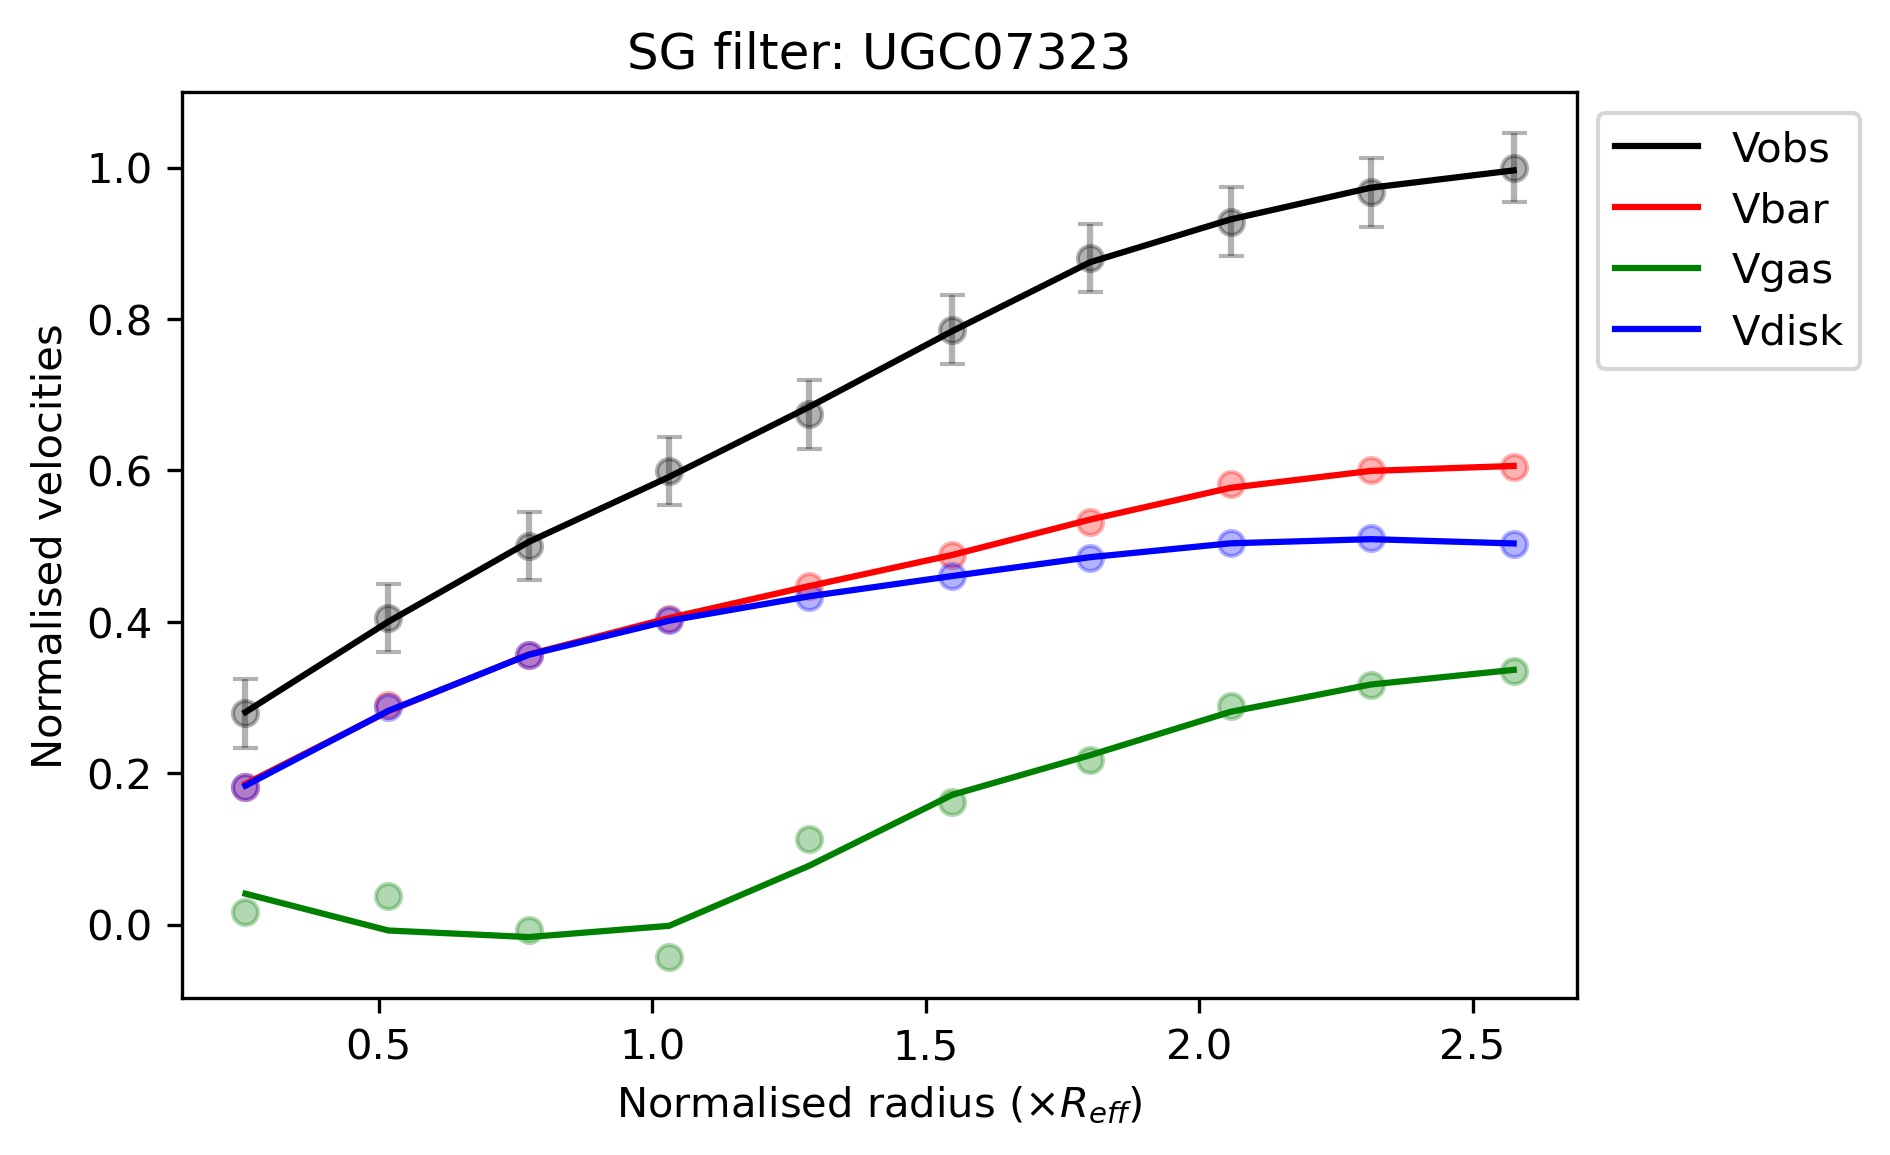 SG filter: UGC07323
Vobs
Vbar
Vgas
Vdisk
Normalised velocities
1.0
0.8
0.6
0.4
0.2
0.0
0.5 1.0 1.5 2.0 2.5
Normalised radius (×R_eff)